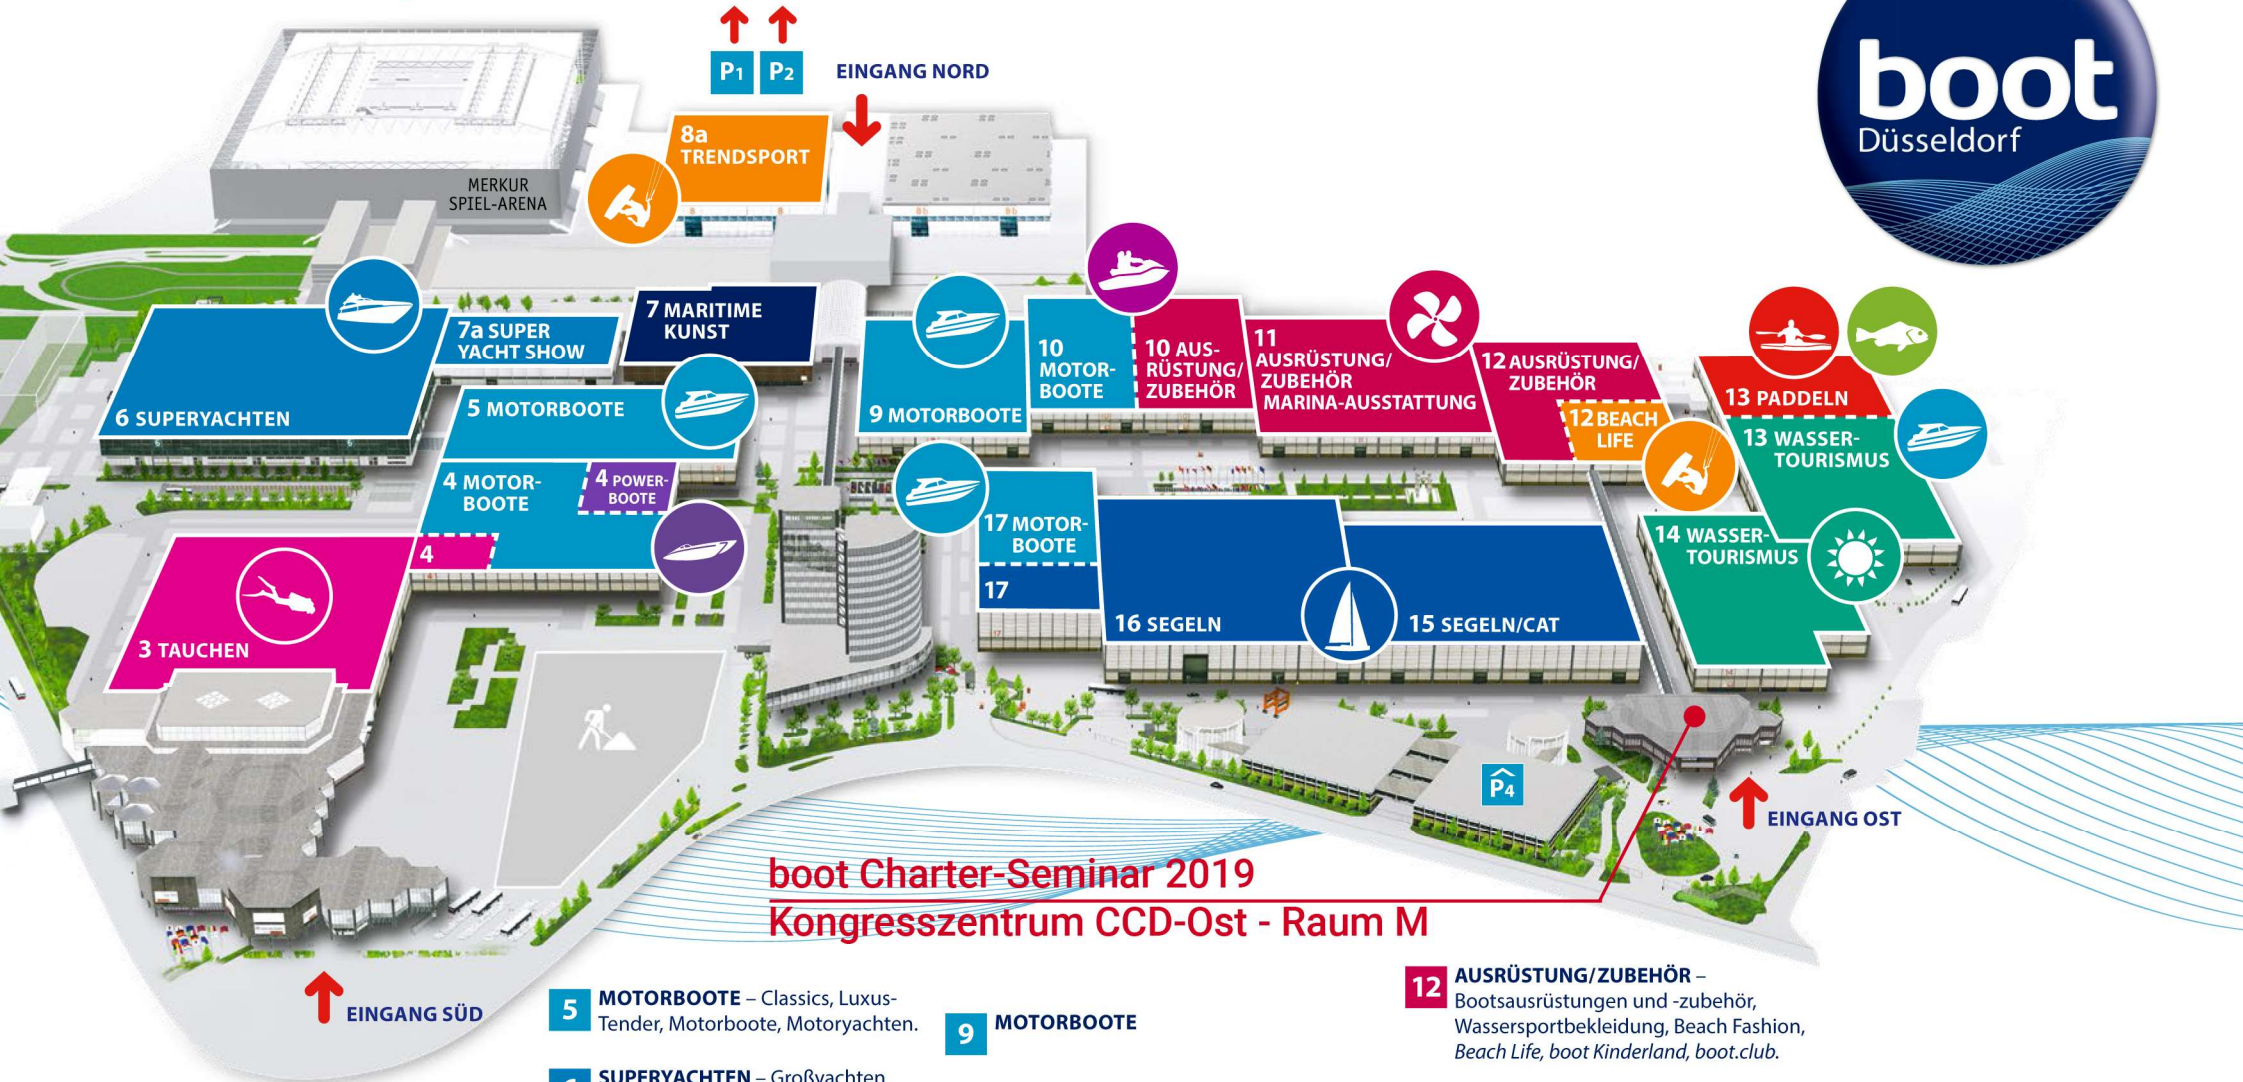 boot
Düsseldorf
P1 P2
EINGANG NORD
8a
TRENDSPORT
MERKUR
SPIEL-ARENA
7 MARITIME
KUNST
7a SUPER
YACHT SHOW
6 SUPERYACHTEN
5 MOTORBOOTE
4 MOTOR-
BOOTE
4 POWER-
BOOTE
4
3 TAUCHEN
9 MOTORBOOTE
10
MOTOR-
BOOTE
10 AUS-
RÜSTUNG/
ZUBEHÖR
11
AUSRÜSTUNG/
ZUBEHÖR
MARINA-AUSSTATTUNG
12 AUSRÜSTUNG/
ZUBEHÖR
12 BEACH
LIFE
13 PADDELN
13 WASSER-
TOURISMUS
14 WASSER-
TOURISMUS
17 MOTOR-
BOOTE
17
16 SEGELN
15 SEGELN/CAT
P4
EINGANG OST
boot Charter-Seminar 2019
Kongresszentrum CCD-Ost - Raum M
EINGANG SÜD
5 MOTORBOOTE – Classics, Luxus-
Tender, Motorboote, Motoryachten.
SUPERYACHTEN – Großyachten
9 MOTORBOOTE
12 AUSRÜSTUNG/ZUBEHÖR –
Bootsausrüstungen und -zubehör,
Wassersportbekleidung, Beach Fashion,
Beach Life, boot Kinderland, boot.club.